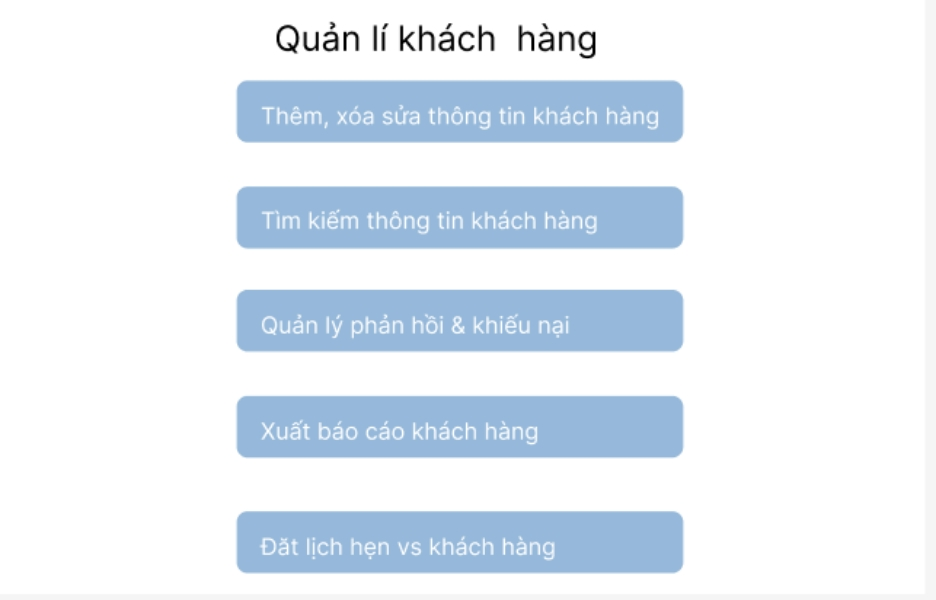 Quản lí khách  hàng
Thêm, xóa sửa thông tin khách hàng
Tìm kiếm thông tin khách hàng
Quản lý phản hồi & khiếu nại
Xuất báo cáo khách hàng
Đăt lịch hẹn vs khách hàng